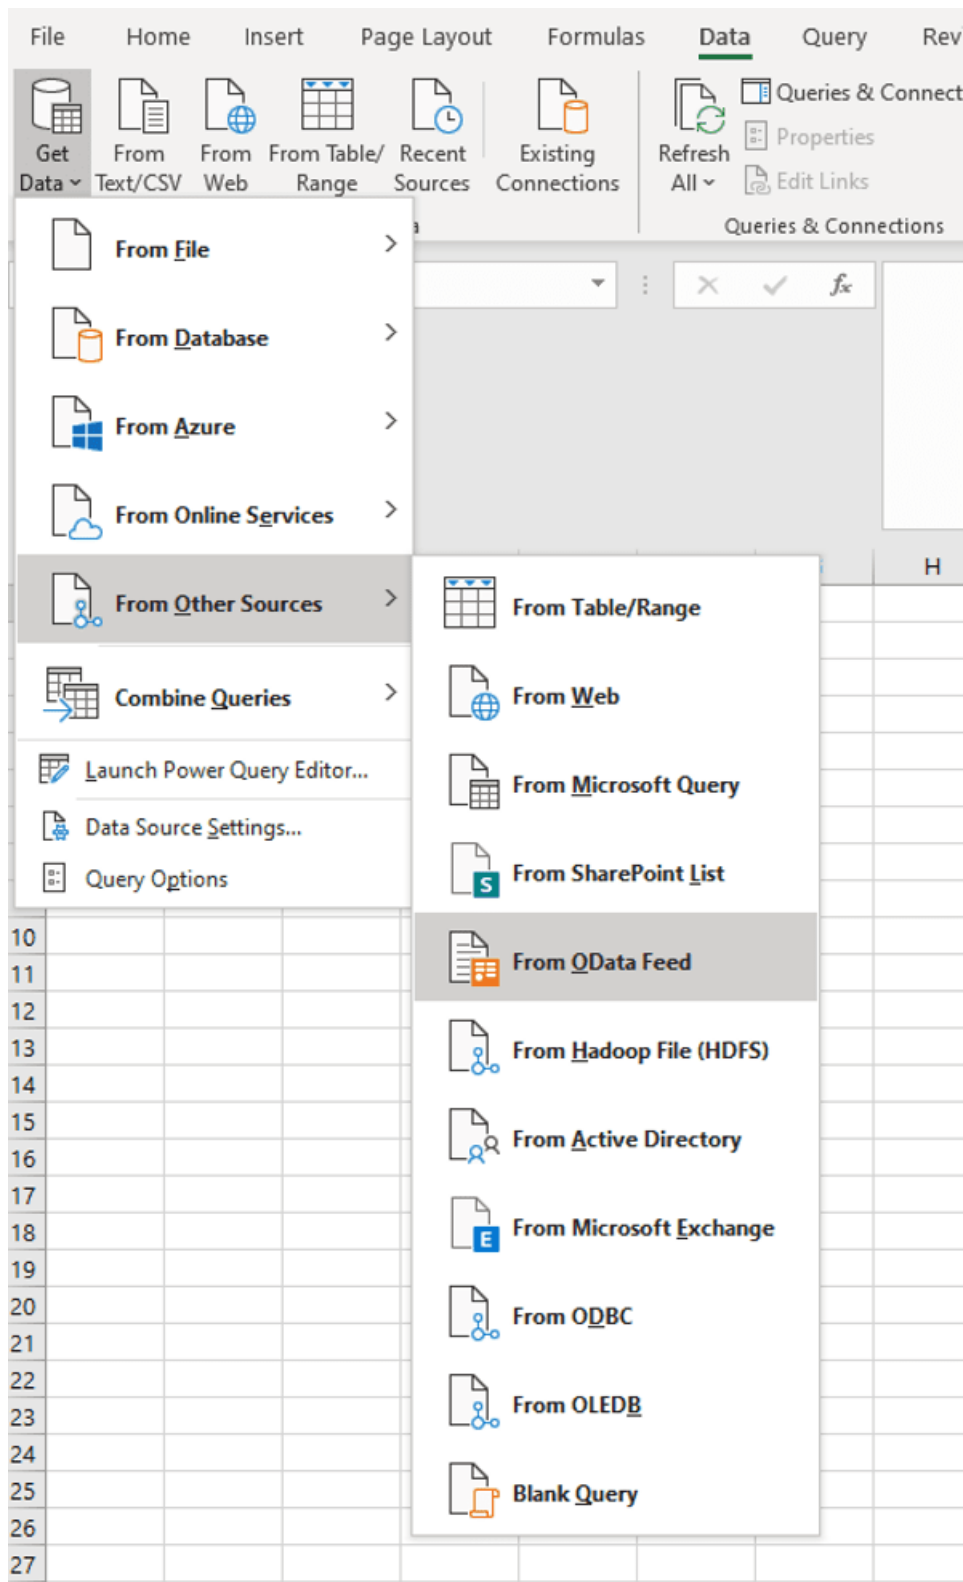 File Home Insert Page Layout Formulas Data Query Rev
Get Data
From Text/CSV
From Web
From Table/ Range
Recent Sources
Existing Connections
Refresh All
Queries & Connect
Properties
Edit Links
a
Queries & Connections
fx
From File
From Database
From Azure
From Online Services
From Other Sources
Combine Queries
Launch Power Query Editor...
Data Source Settings...
Query Options
H
From Table/Range
From Web
From Microsoft Query
S
From SharePoint List
From OData Feed
From Hadoop File (HDFS)
From Active Directory
E
From Microsoft Exchange
From ODBC
From OLEDB
Blank Query
10
11
12
13
14
15
16
17
18
19
20
21
22
23
24
25
26
27